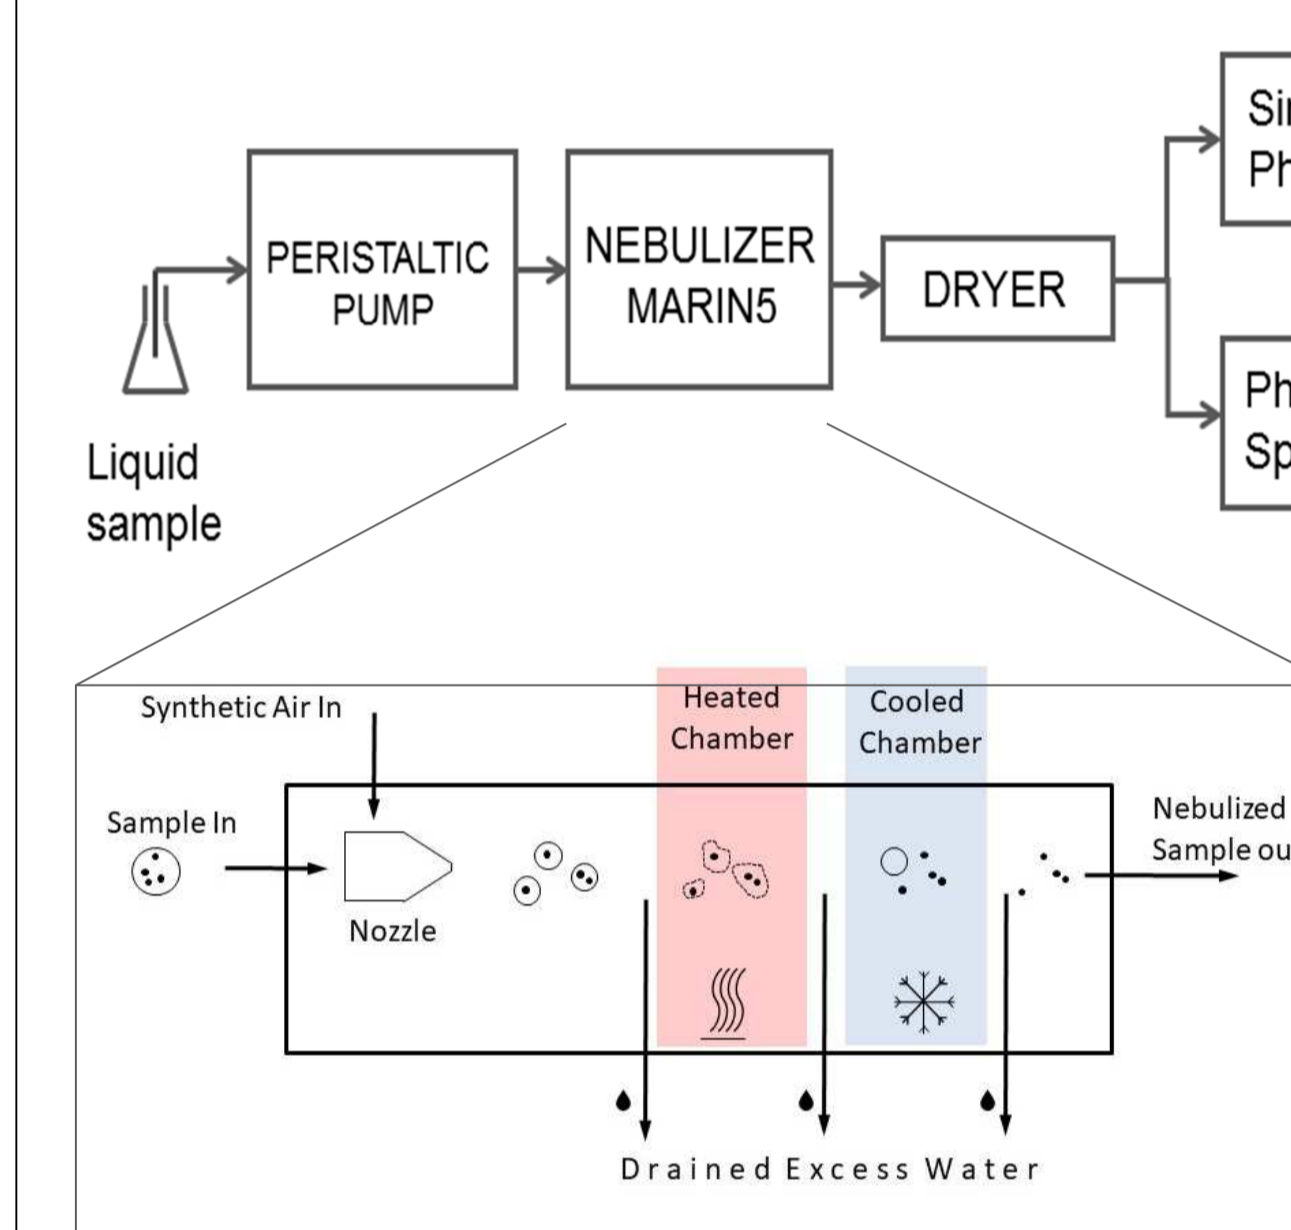 PERISTALTIC
PUMP
NEBULIZER
MARIN5
DRYER
Liquid
sample
Synthetic Air In
Heated
Chamber
Cooled
Chamber
Sample In
Nozzle
Nebulized
Sample
Drained Excess Water